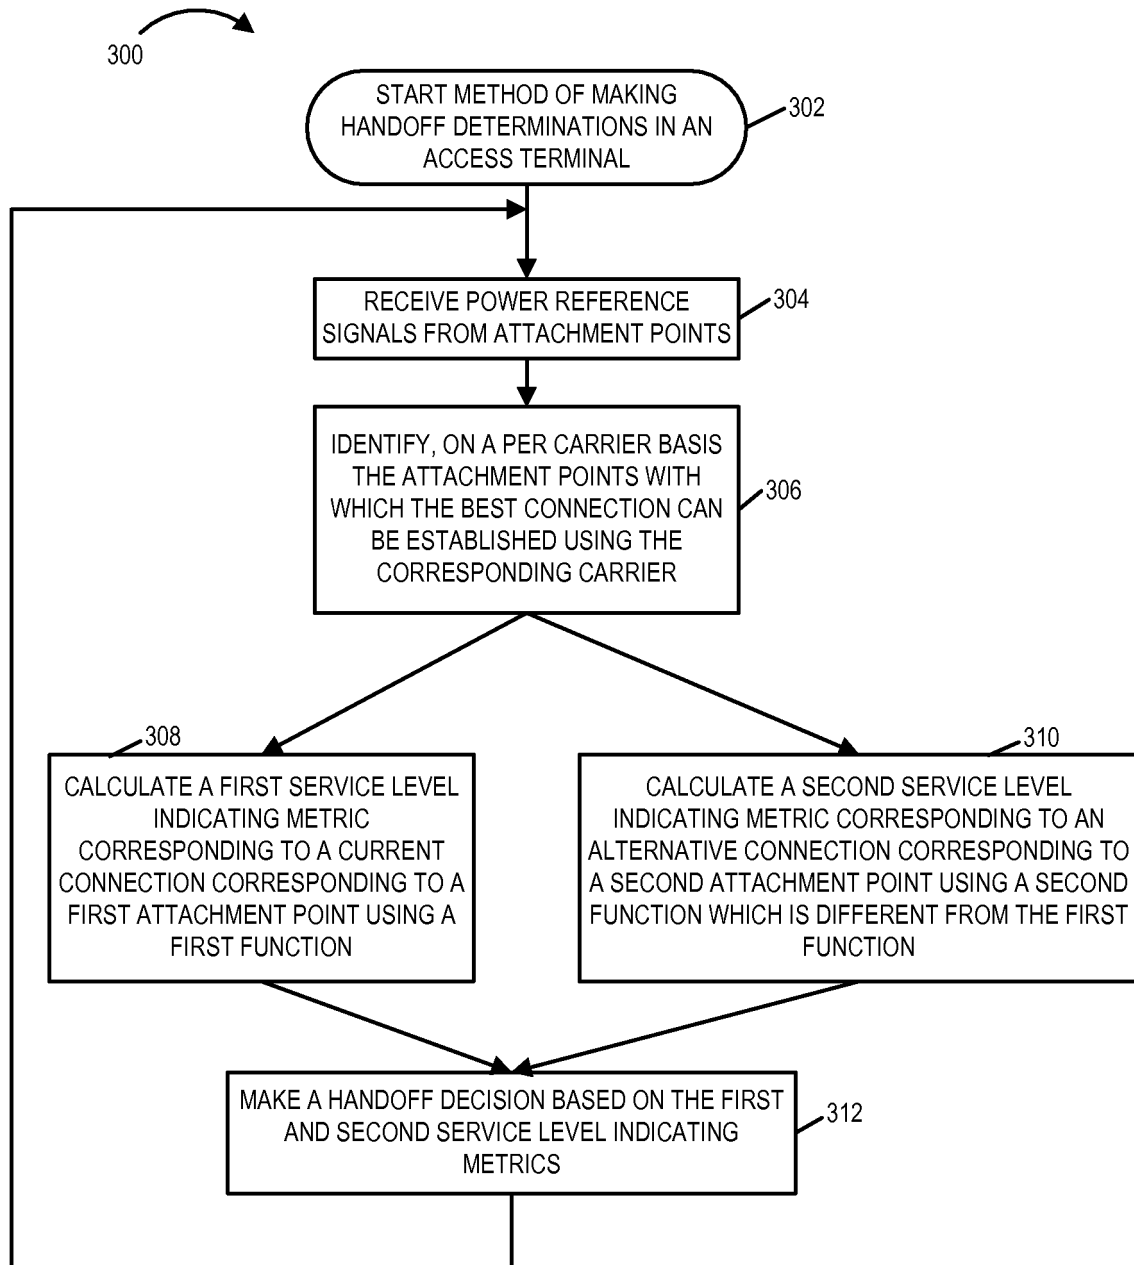 300
START METHOD OF MAKING
HANDOFF DETERMINATIONS IN AN
ACCESS TERMINAL
302
RECEIVE POWER REFERENCE
SIGNALS FROM ATTACHMENT POINTS
304
IDENTIFY, ON A PER CARRIER BASIS
THE ATTACHMENT POINTS WITH
WHICH THE BEST CONNECTION CAN
BE ESTABLISHED USING THE
CORRESPONDING CARRIER
306
308
CALCULATE A FIRST SERVICE LEVEL
INDICATING METRIC
CORRESPONDING TO A CURRENT
CONNECTION CORRESPONDING TO A
FIRST ATTACHMENT POINT USING A
FIRST FUNCTION
310
CALCULATE A SECOND SERVICE LEVEL
INDICATING METRIC CORRESPONDING TO AN
ALTERNATIVE CONNECTION CORRESPONDING TO
A SECOND ATTACHMENT POINT USING A SECOND
FUNCTION WHICH IS DIFFERENT FROM THE FIRST
FUNCTION
MAKE A HANDOFF DECISION BASED ON THE FIRST
AND SECOND SERVICE LEVEL INDICATING
METRICS
312